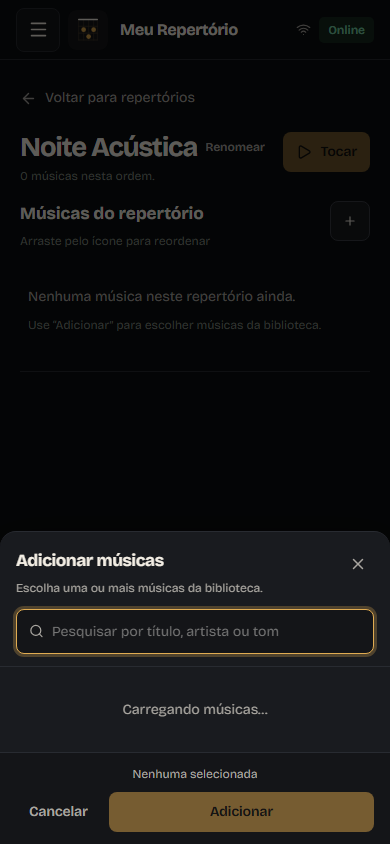 Meu Repertório
Online
Voltar para repertórios
Noite Acústica
Renomear
Tocar
0 músicas nesta ordem.
Músicas do repertório
Arraste pelo ícone para reordenar
Nenhuma música neste repertório ainda.
Use "Adicionar" para escolher músicas da biblioteca.
Adicionar músicas
Escolha uma ou mais músicas da biblioteca.
Pesquisar por título, artista ou tom
Carregando músicas...
Nenhuma selecionada
Cancelar
Adicionar